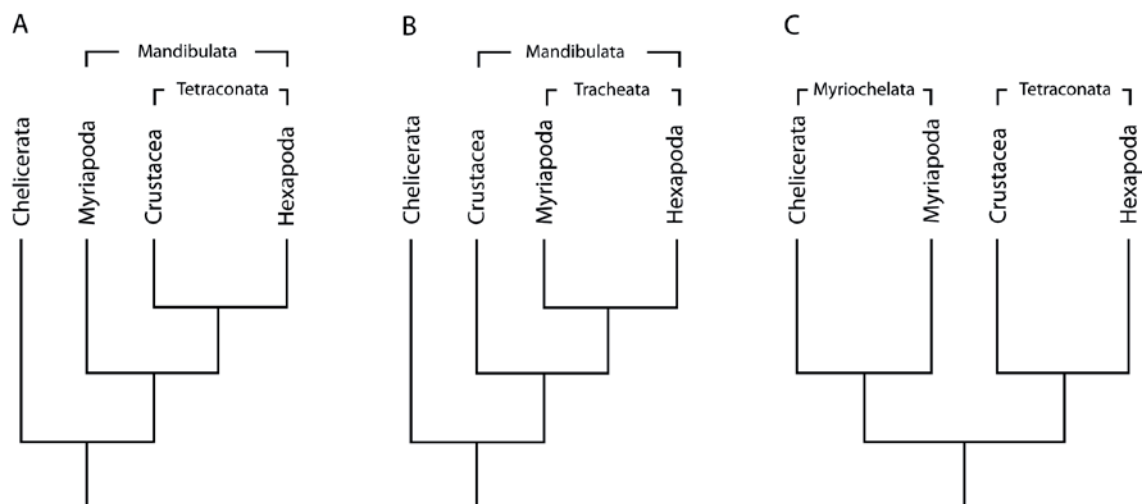 A
Mandibulata
Tetraconata
Chelicerata
Myriapoda
Crustacea
Hexapoda
B
Mandibulata
Tracheata
Chelicerata
Crustacea
Myriapoda
Hexapoda
C
Myriochelata
Tetraconata
Chelicerata
Myriapoda
Crustacea
Hexapoda